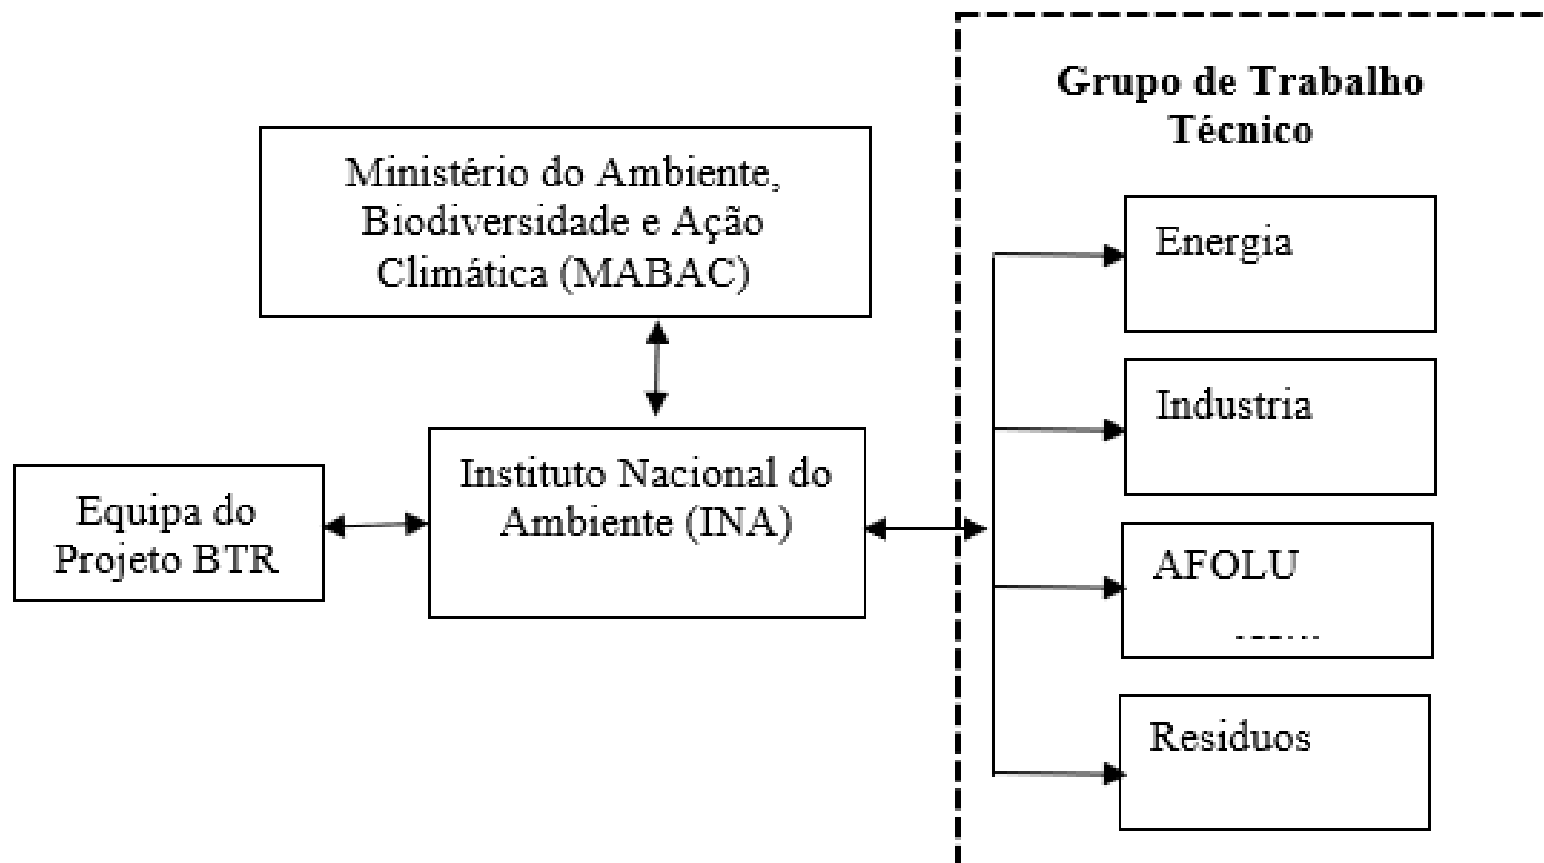 Grupo de Trabalho
Técnico
Ministério do Ambiente,
Biodiversidade e Ação
Climática (MABAC)
Energia
Industria
Instituto Nacional do
Ambiente (INA)
Equipa do
Projeto BTR
AFOLU
Residuos